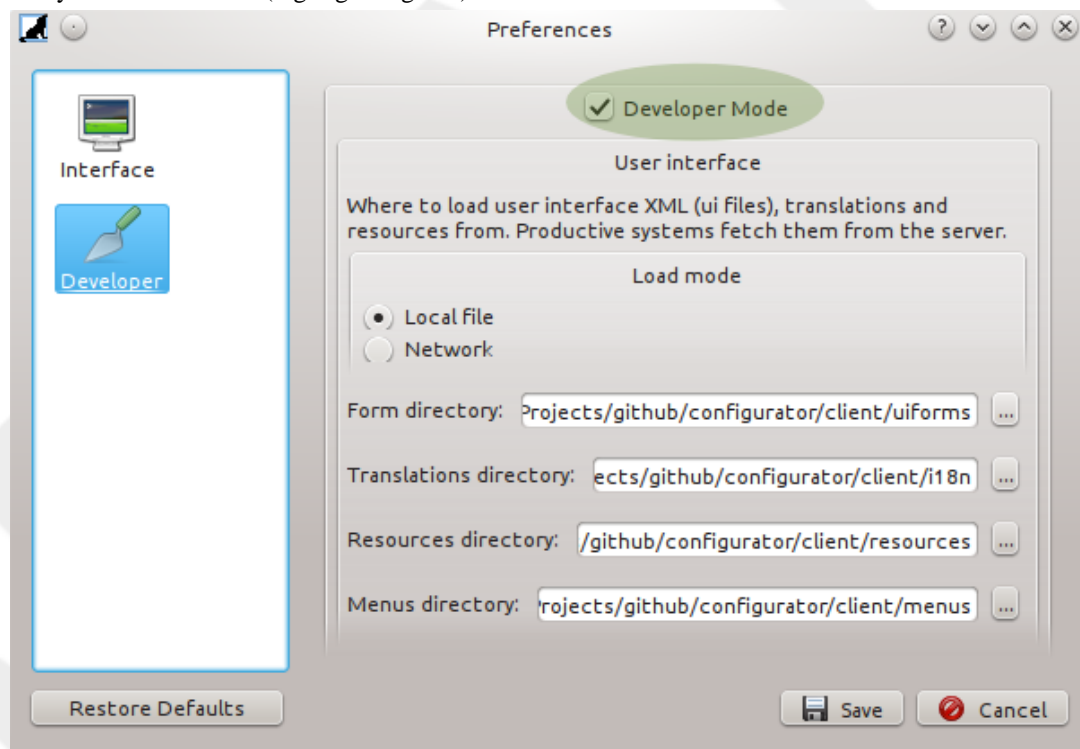 Preferences
Interface
Developer
Developer Mode
User interface
Where to load user interface XML (ui files), translations and
resources from. Productive systems fetch them from the server.
Load mode
Local file
Network
Form directory: Projects/github/configurator/client/uiforms ...
Translations directory: ects/github/configurator/client/i18n ...
Resources directory: /github/configurator/client/resources ...
Menus directory: rojects/github/configurator/client/menus ...
Restore Defaults
Save
Cancel